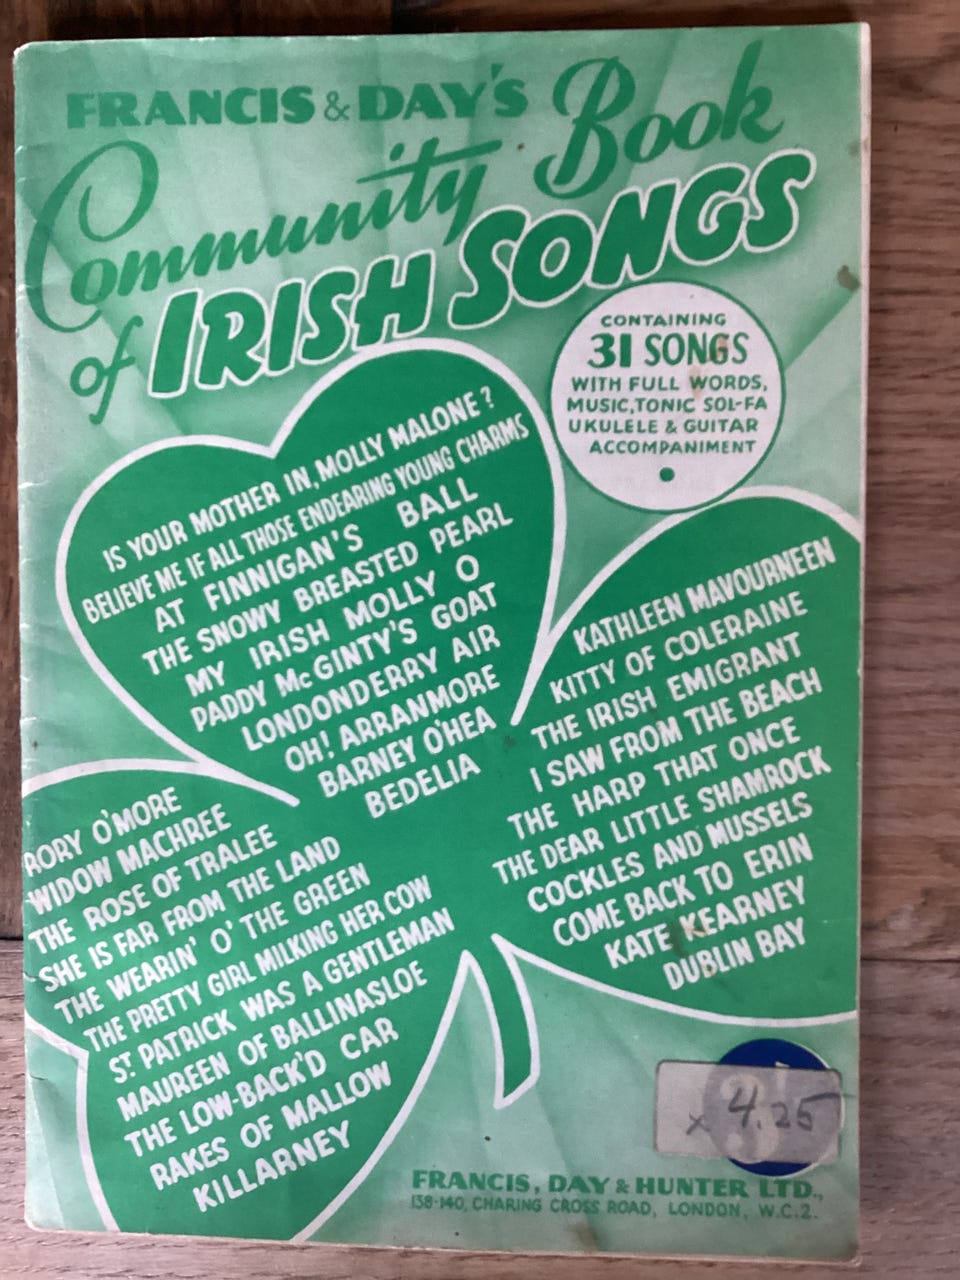 FRANCIS & DAY'S
Community Book
of IRISH SONGS
CONTAINING
31 SONGS
WITH FULL WORDS,
MUSIC, TONIC SOL-FA
UKULELE & GUITAR
ACCOMPANIMENT
IS YOUR MOTHER IN, MOLLY MALONE?
BELIEVE ME IF ALL THOSE ENDEARING YOUNG CHARMS
AT FINNIGAN'S BALL
THE SNOWY BREASTED PEARL
MY IRISH MOLLY O
PADDY McGINTY'S GOAT
LONDONDERRY AIR
OH! ARRANMORE
BARNEY O'HEA
BEDELIA
KATHLEEN MAVOURNEEN
KITTY OF COLERAINE
THE IRISH EMIGRANT
I SAW FROM THE BEACH
THE HARP THAT ONCE
THE DEAR LITTLE SHAMROCK
COCKLES AND MUSSELS
COME BACK TO ERIN
KATE KEARNEY
DUBLIN BAY
RORY O'MORE
WIDOW MACHREE
THE ROSE OF TRALEE
SHE IS FAR FROM THE LAND
THE WEARIN' O' THE GREEN
THE PRETTY GIRL MILKING HER COW
ST. PATRICK WAS A GENTLEMAN
MAUREEN OF BALLINASLOE
THE LOW-BACK'D CAR
RAKES OF MALLOW
KILLARNEY
x 4.25
FRANCIS, DAY & HUNTER LTD.,
138-140, CHARING CROSS ROAD, LONDON, W.C.2.